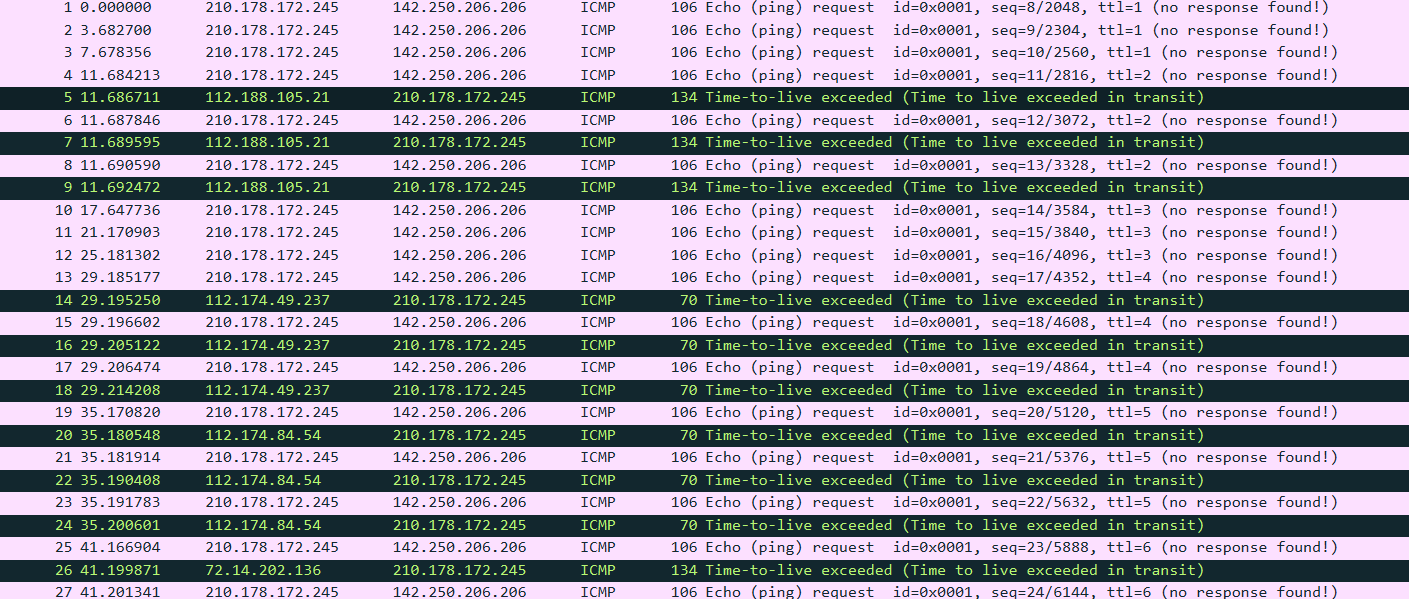 1 0.000000 210.178.172.245 142.250.206.206 ICMP 106 Echo (ping) request id=0x0001, seq=8/2048, ttl=1 (no response found!)
2 3.682700 210.178.172.245 142.250.206.206 ICMP 106 Echo (ping) request id=0x0001, seq=9/2304, ttl=1 (no response found!)
3 7.678356 210.178.172.245 142.250.206.206 ICMP 106 Echo (ping) request id=0x0001, seq=10/2560, ttl=1 (no response found!)
4 11.684213 210.178.172.245 142.250.206.206 ICMP 106 Echo (ping) request id=0x0001, seq=11/2816, ttl=2 (no response found!)
5 11.686711 112.188.105.21 210.178.172.245 ICMP 134 Time-to-live exceeded (Time to live exceeded in transit)
6 11.687846 210.178.172.245 142.250.206.206 ICMP 106 Echo (ping) request id=0x0001, seq=12/3072, ttl=2 (no response found!)
7 11.689595 112.188.105.21 210.178.172.245 ICMP 134 Time-to-live exceeded (Time to live exceeded in transit)
8 11.690590 210.178.172.245 142.250.206.206 ICMP 106 Echo (ping) request id=0x0001, seq=13/3328, ttl=2 (no response found!)
9 11.692472 112.188.105.21 210.178.172.245 ICMP 134 Time-to-live exceeded (Time to live exceeded in transit)
10 17.647736 210.178.172.245 142.250.206.206 ICMP 106 Echo (ping) request id=0x0001, seq=14/3584, ttl=3 (no response found!)
11 21.170903 210.178.172.245 142.250.206.206 ICMP 106 Echo (ping) request id=0x0001, seq=15/3840, ttl=3 (no response found!)
12 25.181302 210.178.172.245 142.250.206.206 ICMP 106 Echo (ping) request id=0x0001, seq=16/4096, ttl=3 (no response found!)
13 29.185177 210.178.172.245 142.250.206.206 ICMP 106 Echo (ping) request id=0x0001, seq=17/4352, ttl=4 (no response found!)
14 29.195250 112.174.49.237 210.178.172.245 ICMP 70 Time-to-live exceeded (Time to live exceeded in transit)
15 29.196602 210.178.172.245 142.250.206.206 ICMP 106 Echo (ping) request id=0x0001, seq=18/4608, ttl=4 (no response found!)
16 29.205122 112.174.49.237 210.178.172.245 ICMP 70 Time-to-live exceeded (Time to live exceeded in transit)
17 29.206474 210.178.172.245 142.250.206.206 ICMP 106 Echo (ping) request id=0x0001, seq=19/4864, ttl=4 (no response found!)
18 29.214208 112.174.49.237 210.178.172.245 ICMP 70 Time-to-live exceeded (Time to live exceeded in transit)
19 35.170820 210.178.172.245 142.250.206.206 ICMP 106 Echo (ping) request id=0x0001, seq=20/5120, ttl=5 (no response found!)
20 35.180548 112.174.84.54 210.178.172.245 ICMP 70 Time-to-live exceeded (Time to live exceeded in transit)
21 35.181914 210.178.172.245 142.250.206.206 ICMP 106 Echo (ping) request id=0x0001, seq=21/5376, ttl=5 (no response found!)
22 35.190408 112.174.84.54 210.178.172.245 ICMP 70 Time-to-live exceeded (Time to live exceeded in transit)
23 35.191783 210.178.172.245 142.250.206.206 ICMP 106 Echo (ping) request id=0x0001, seq=22/5632, ttl=5 (no response found!)
24 35.200601 112.174.84.54 210.178.172.245 ICMP 70 Time-to-live exceeded (Time to live exceeded in transit)
25 41.166904 210.178.172.245 142.250.206.206 ICMP 106 Echo (ping) request id=0x0001, seq=23/5888, ttl=6 (no response found!)
26 41.199871 72.14.202.136 210.178.172.245 ICMP 134 Time-to-live exceeded (Time to live exceeded in transit)
27 41.201341 210.178.172.245 142.250.206.206 ICMP 106 Echo (ping) request id=0x0001, seq=24/6144, ttl=6 (no response found!)